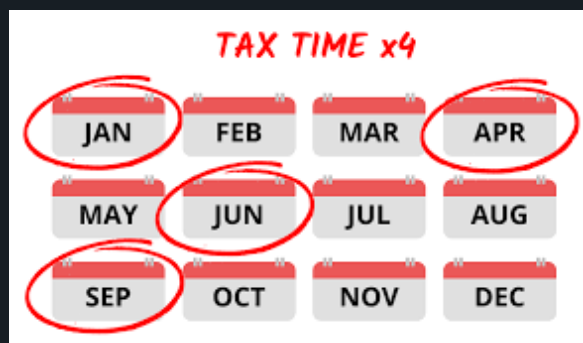 TAX TIME x4
JAN FEB MAR APR
MAY JUN JUL AUG
SEP OCT NOV DEC